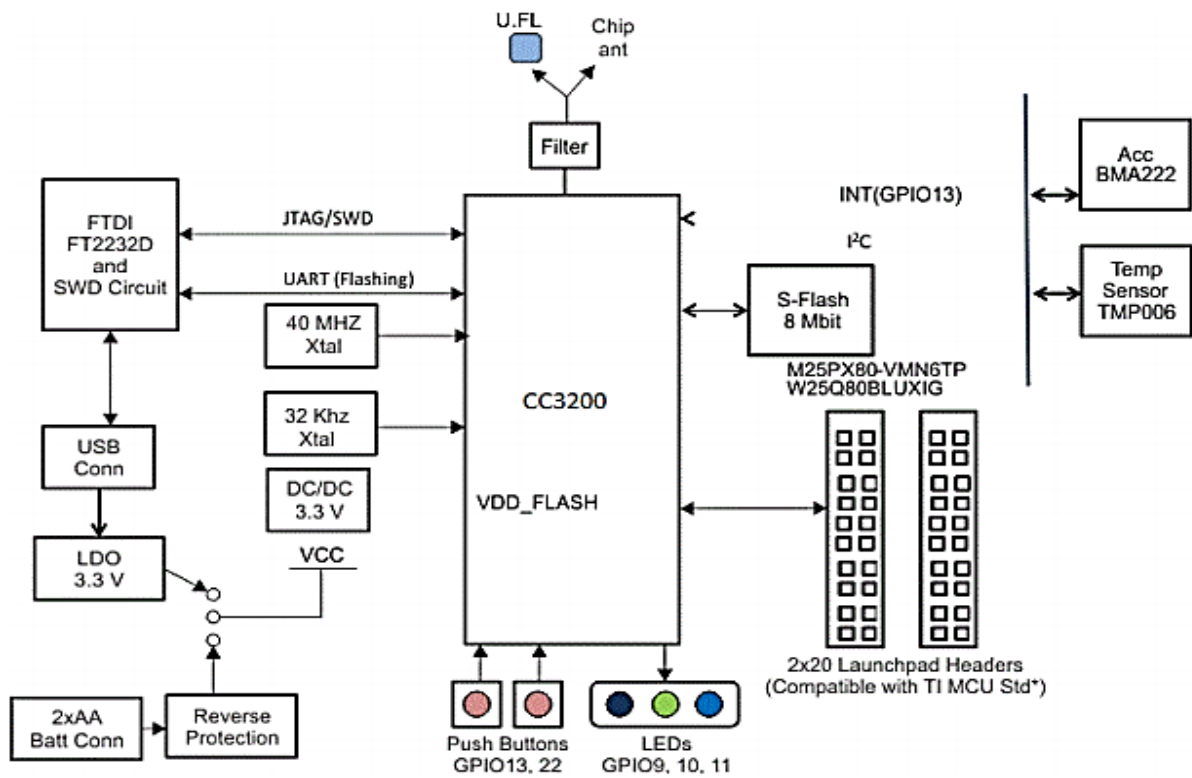 U.FL
Chip
ant
Filter
FTDI
FT2232D
and
SWD Circuit
JTAG/SWD
UART (Flashing)
40 MHZ
Xtal
32 Khz
Xtal
DC/DC
3.3 V
USB
Conn
LDO
3.3 V
VCC
2xAA
Batt Conn
Reverse
Protection
CC3200
VDD_FLASH
INT(GPIO13)
I²C
Acc
BMA222
Temp
Sensor
TMP006
S-Flash
8 Mbit
M25PX80-VMN6TP
W25Q80BLUXIG
2x20 Launchpad Headers
(Compatible with TI MCU Std*)
Push Buttons
GPIO13, 22
LEDs
GPIO9, 10, 11